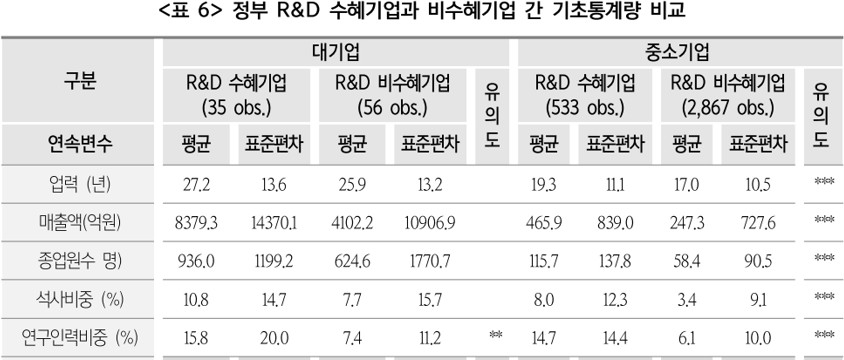 <표 6> 정부 R&D 수혜기업과 비수혜기업 간 기초통계량 비교
구분 대기업 중소기업
R&D 수혜기업 (35 obs.) R&D 비수혜기업 (56 obs.) 유의도 R&D 수혜기업 (533 obs.) R&D 비수혜기업 (2,867 obs.) 유의도
연속변수 평균 표준편차 평균 표준편차 평균 표준편차 평균 표준편차
업력 (년) 27.2 13.6 25.9 13.2 19.3 11.1 17.0 10.5 ***
매출액(억원) 8379.3 14370.1 4102.2 10906.9 465.9 839.0 247.3 727.6 ***
종업원수 명) 936.0 1199.2 624.6 1770.7 115.7 137.8 58.4 90.5 ***
석사비중 (%) 10.8 14.7 7.7 15.7 8.0 12.3 3.4 9.1 ***
연구인력비중 (%) 15.8 20.0 7.4 11.2 ** 14.7 14.4 6.1 10.0 ***